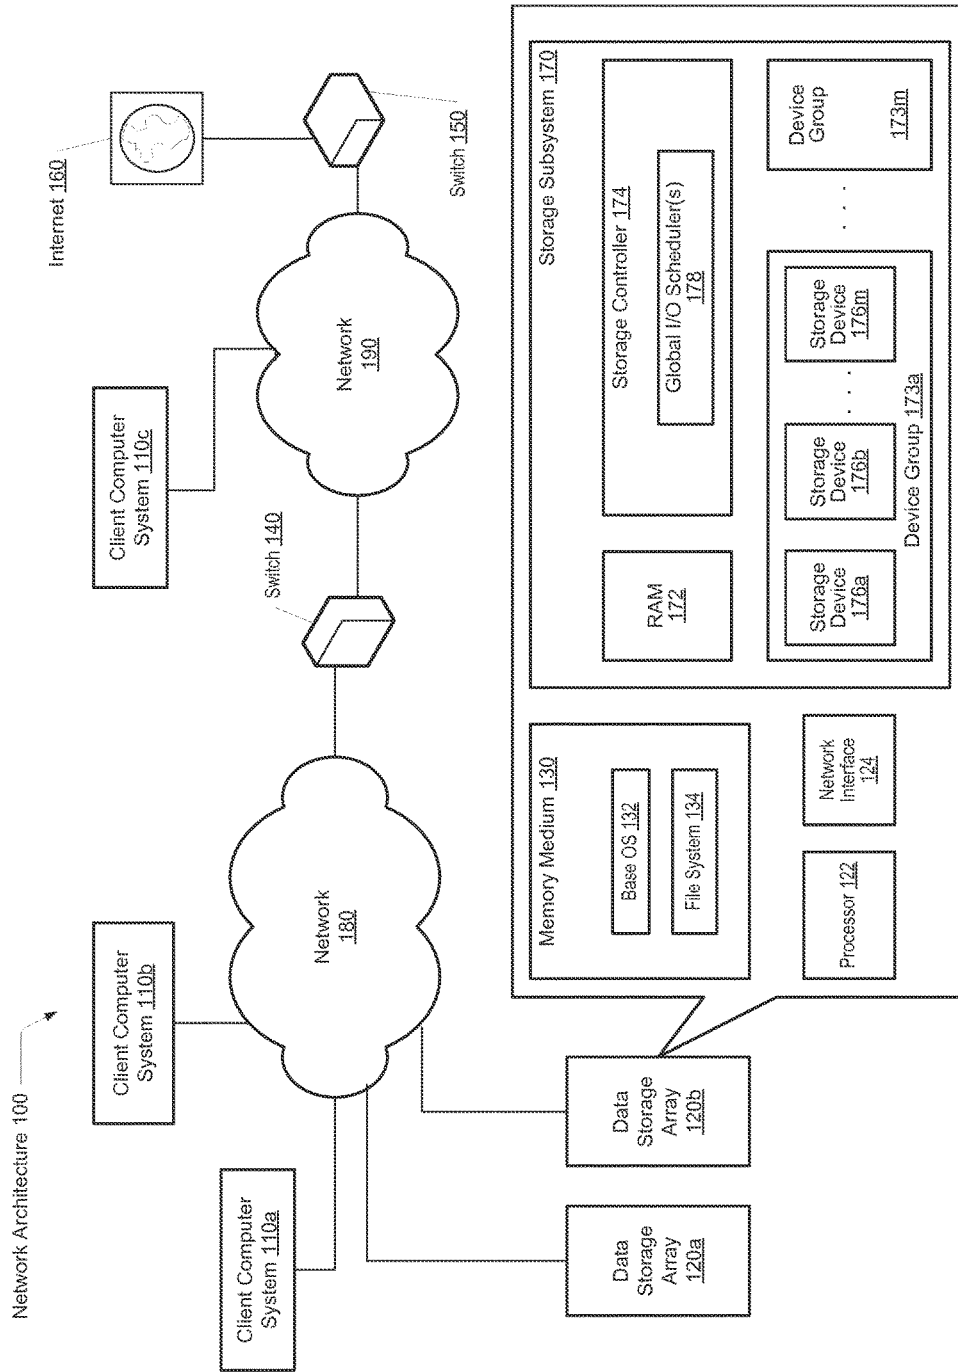 Network Architecture 100
Client Computer
System 110a
Client Computer
System 110b
Client Computer
System 110c
Internet 160
Switch 150
Switch 140
Network
180
Network
190
Data
Storage
Array
120a
Data
Storage
Array
120b
Memory Medium 130
Base OS 132
File System 134
Processor 122
Network
Interface
124
Storage Subsystem 170
RAM
172
Storage Controller 174
Global I/O Scheduler(s)
178
Storage
Device
176a
Storage
Device
176b
. . .
Storage
Device
176m
Device Group 173a
. . . .
Device
Group
173m